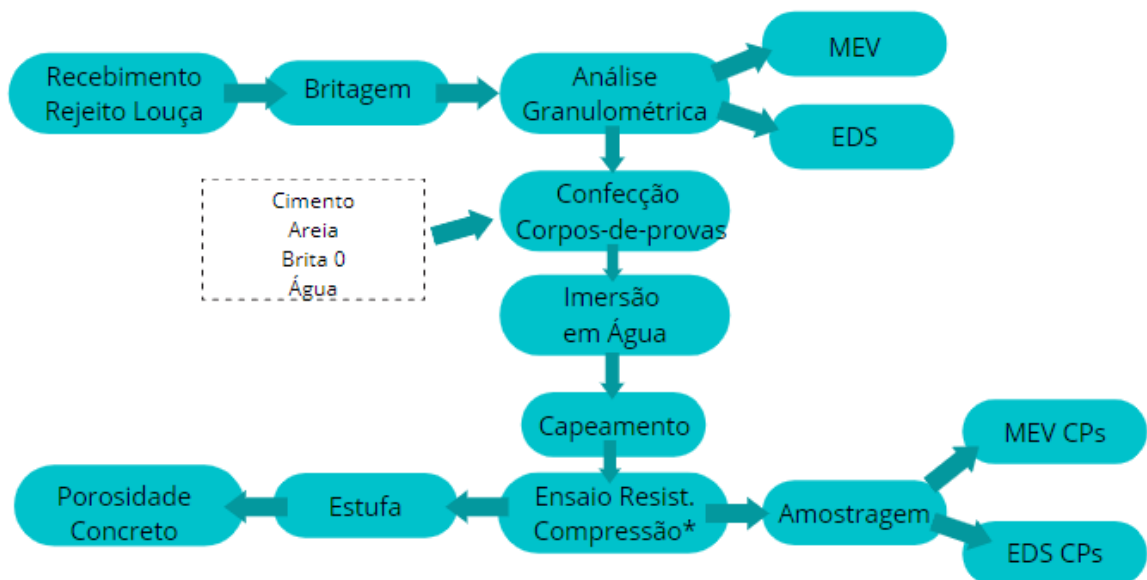 Recebimento
Rejeito Louça
Britagem
Análise
Granulométrica
MEV
EDS
Cimento
Areia
Brita 0
Água
Confecção
Corpos-de-provas
Imersão
em Água
Capeamento
Ensaio Resist.
Compressão*
Estufa
Porosidade
Concreto
Amostragem
MEV CPs
EDS CPs